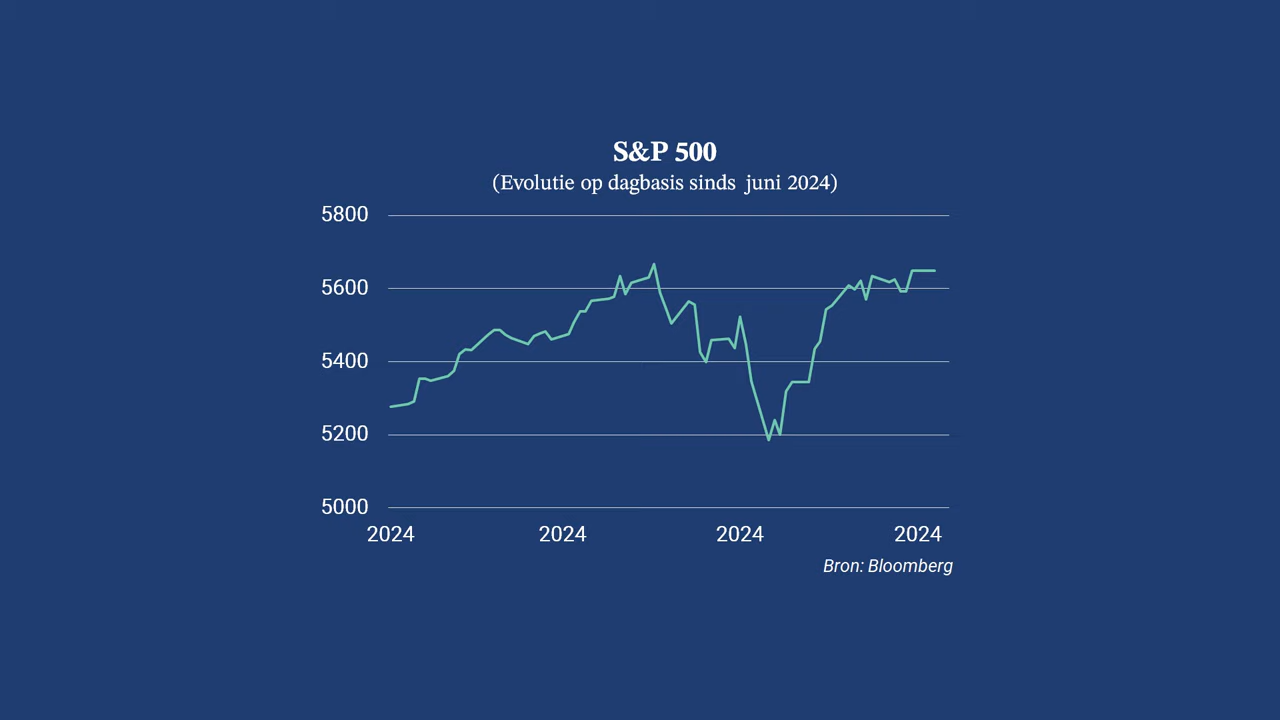 S&P 500
(Evolutie op dagbasis sinds juni 2024)
5800
5600
5400
5200
5000
2024 2024 2024 2024
Bron: Bloomberg